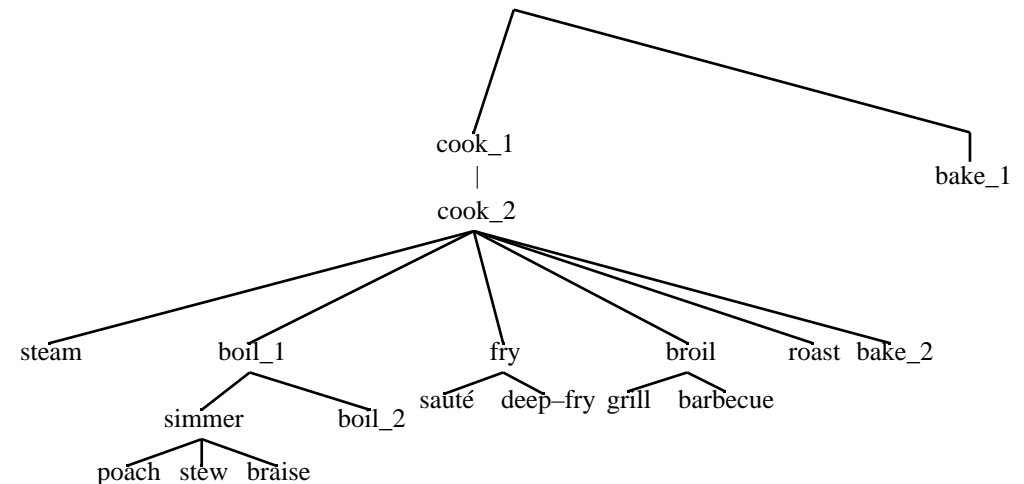 cook_1
bake_1
|
cook_2
steam boil_1 fry broil roast bake_2
sauté deep–fry grill barbecue
simmer boil_2
poach stew braise